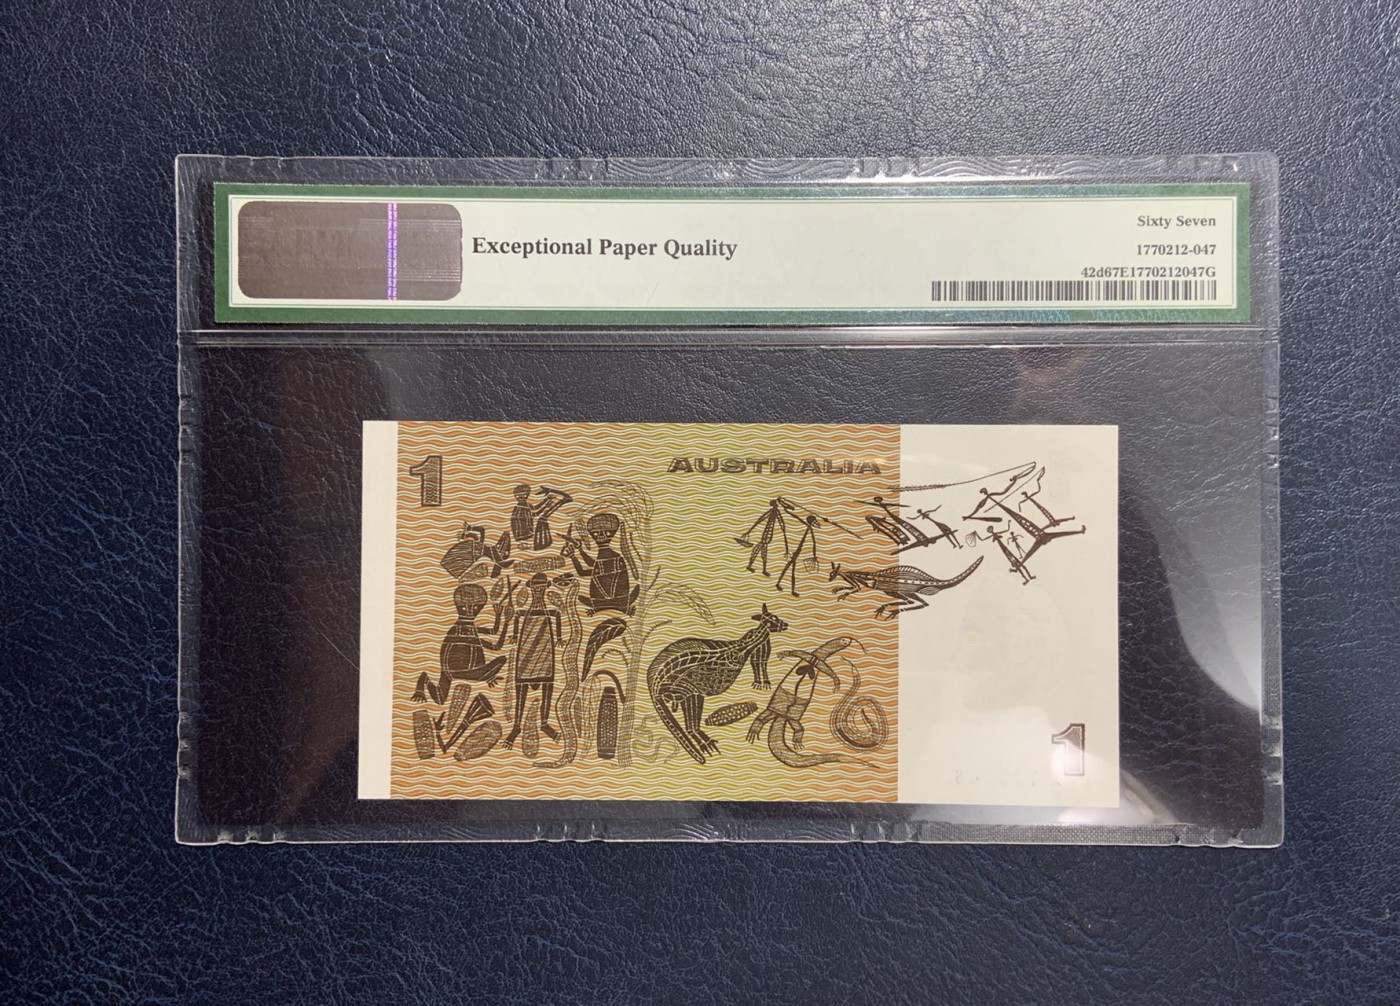 Exceptional Paper Quality
Sixty Seven
1770212-047
42d67E1770212047G
1
AUSTRALIA
1